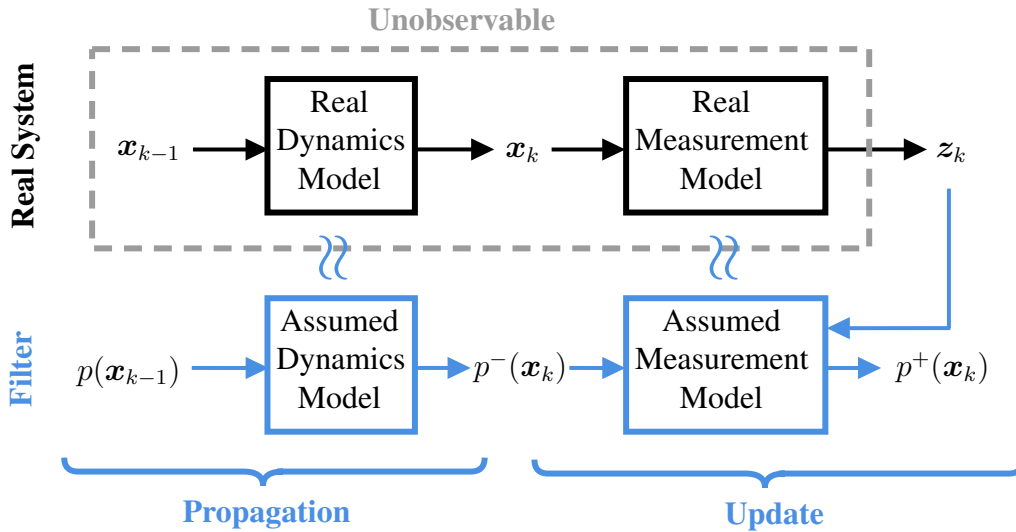 Unobservable
Real System
x_{k−1}
Real
Dynamics
Model
x_k
Real
Measurement
Model
z_k
≈
≈
Filter
p(x_{k−1})
Assumed
Dynamics
Model
p^−(x_k)
Assumed
Measurement
Model
p^+(x_k)
Propagation
Update